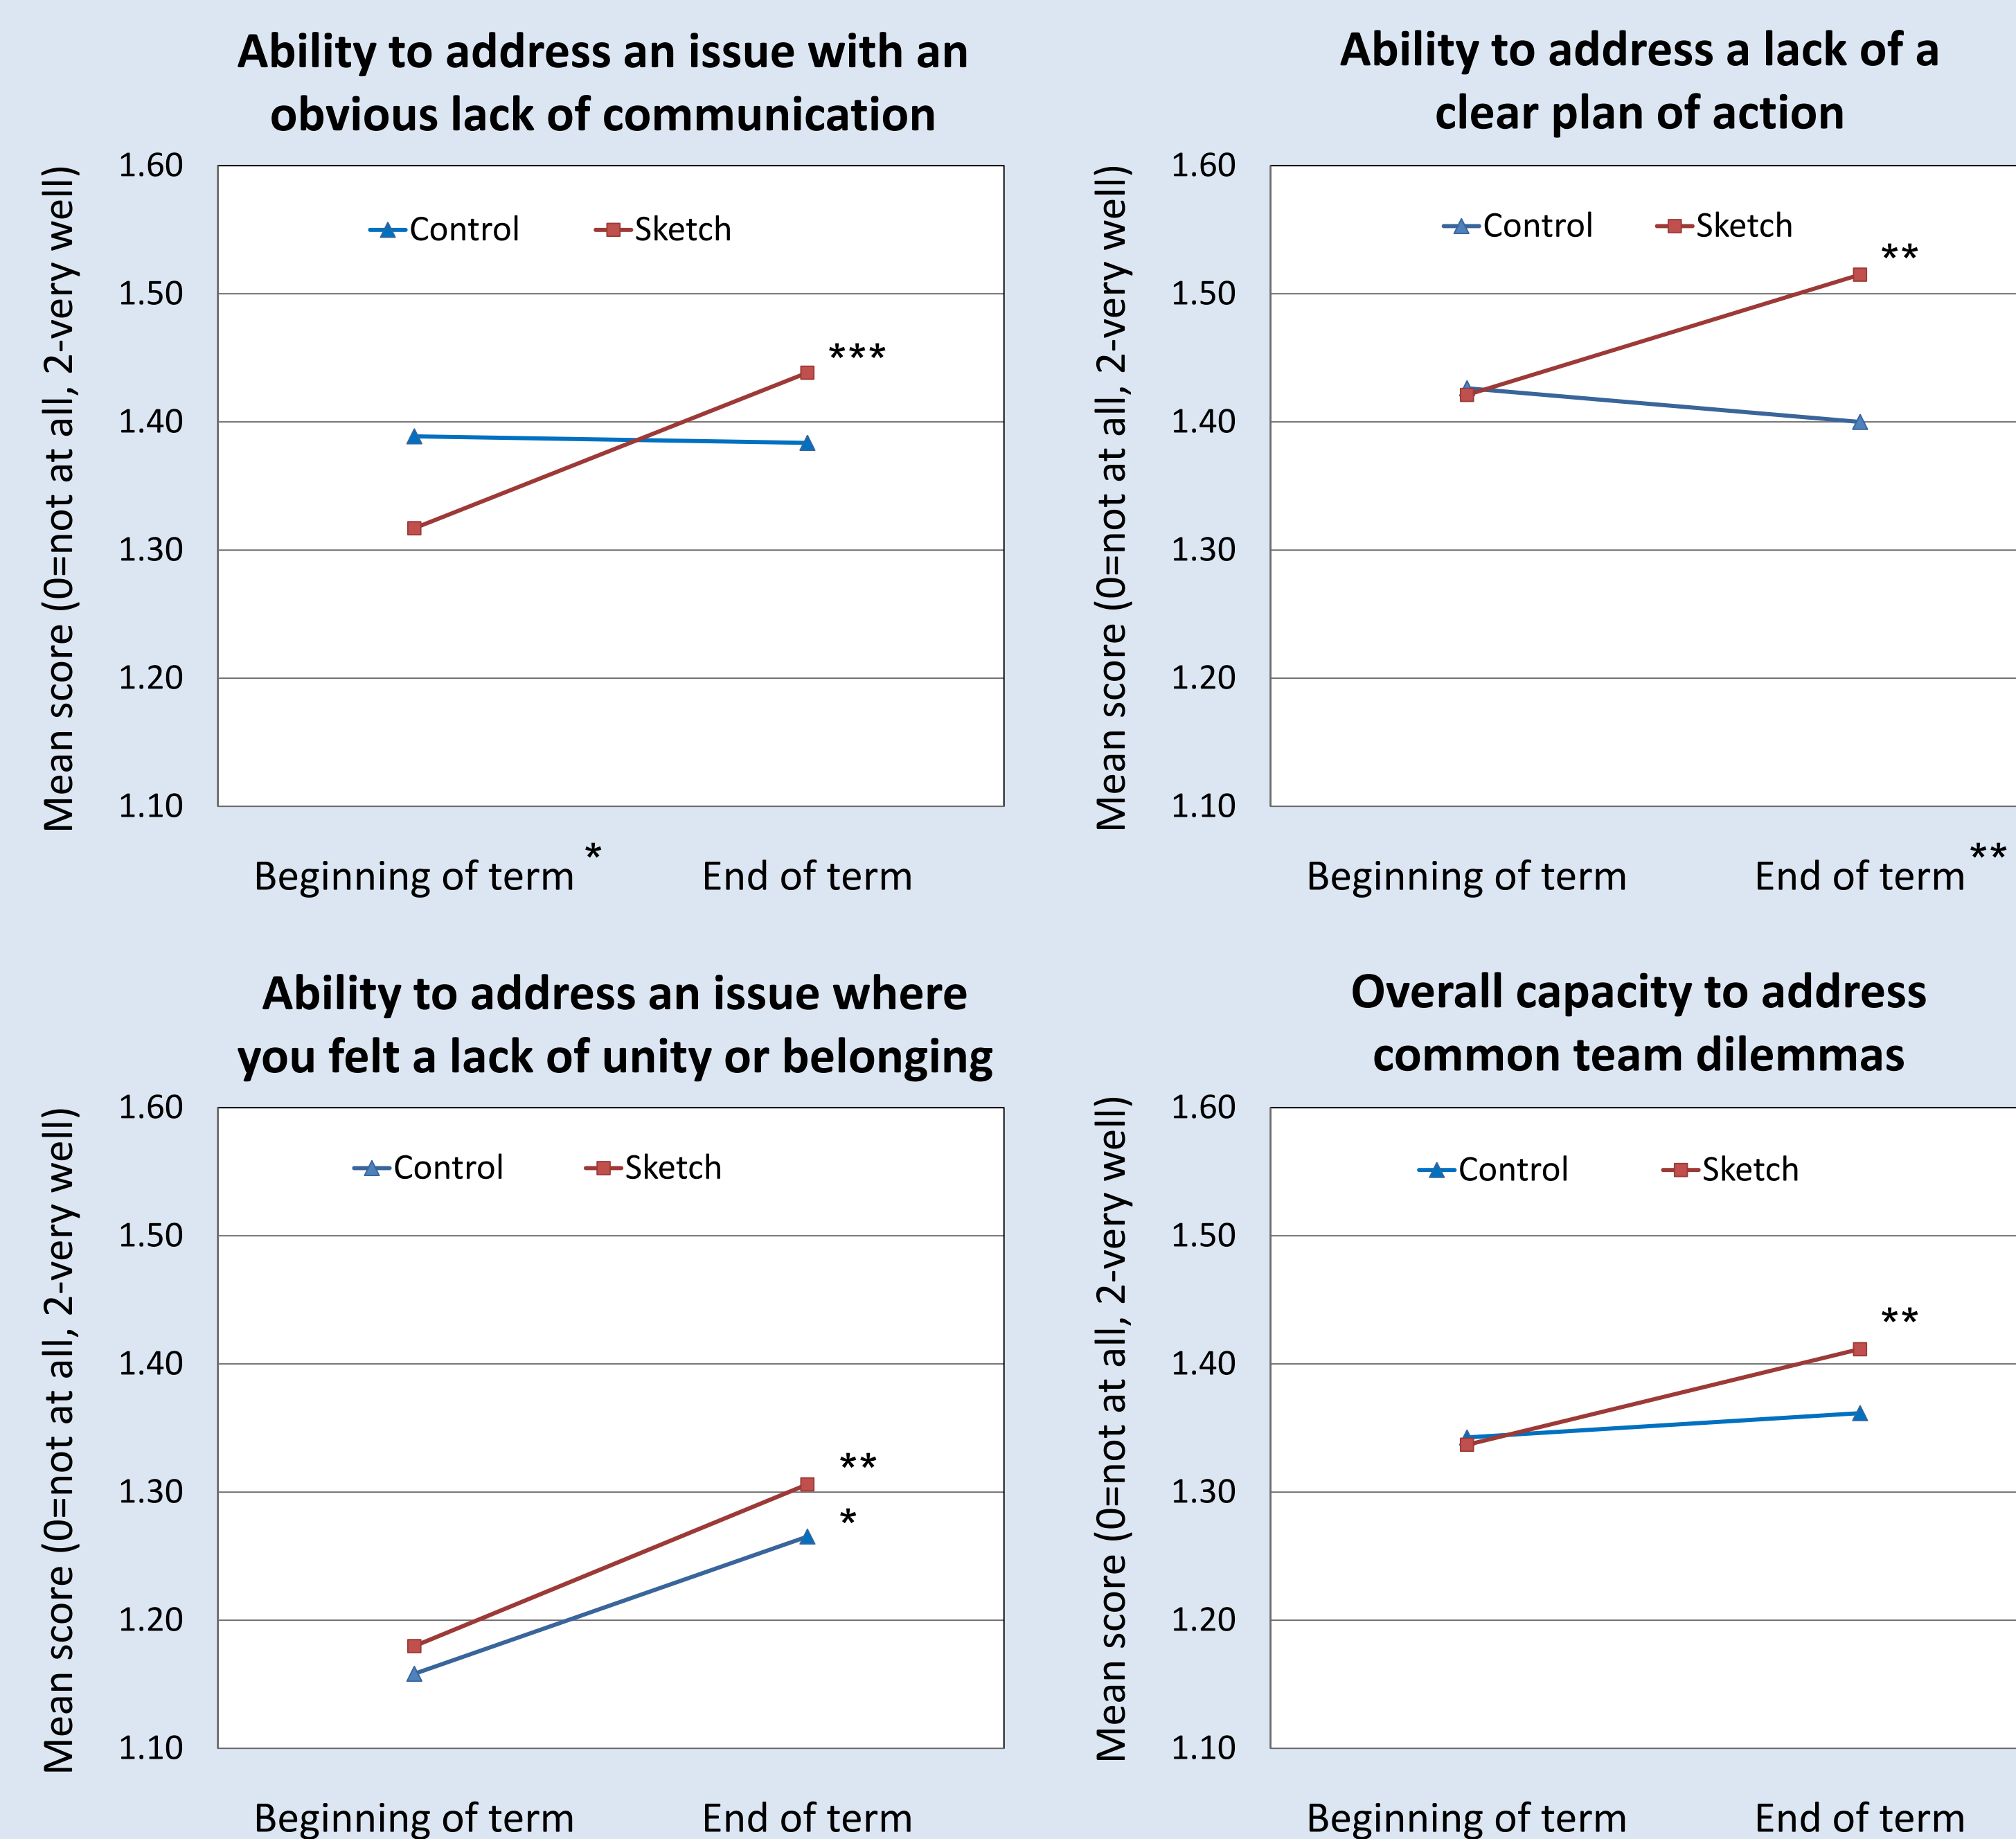 Ability to address an issue with an
obvious lack of communication
Mean score (0=not at all, 2-very well)
1.60
1.50
1.40
1.30
1.20
1.10
Control
Sketch
***
Beginning of term *
End of term
Ability to address a lack of a
clear plan of action
Mean score (0=not at all, 2-very well)
1.60
1.50
1.40
1.30
1.20
1.10
Control
Sketch
**
Beginning of term
End of term **
Ability to address an issue where
you felt a lack of unity or belonging
Mean score (0=not at all, 2-very well)
1.60
1.50
1.40
1.30
1.20
1.10
Control
Sketch
**
*
Beginning of term
End of term
Overall capacity to address
common team dilemmas
Mean score (0=not at all, 2-very well)
1.60
1.50
1.40
1.30
1.20
1.10
Control
Sketch
**
Beginning of term
End of term